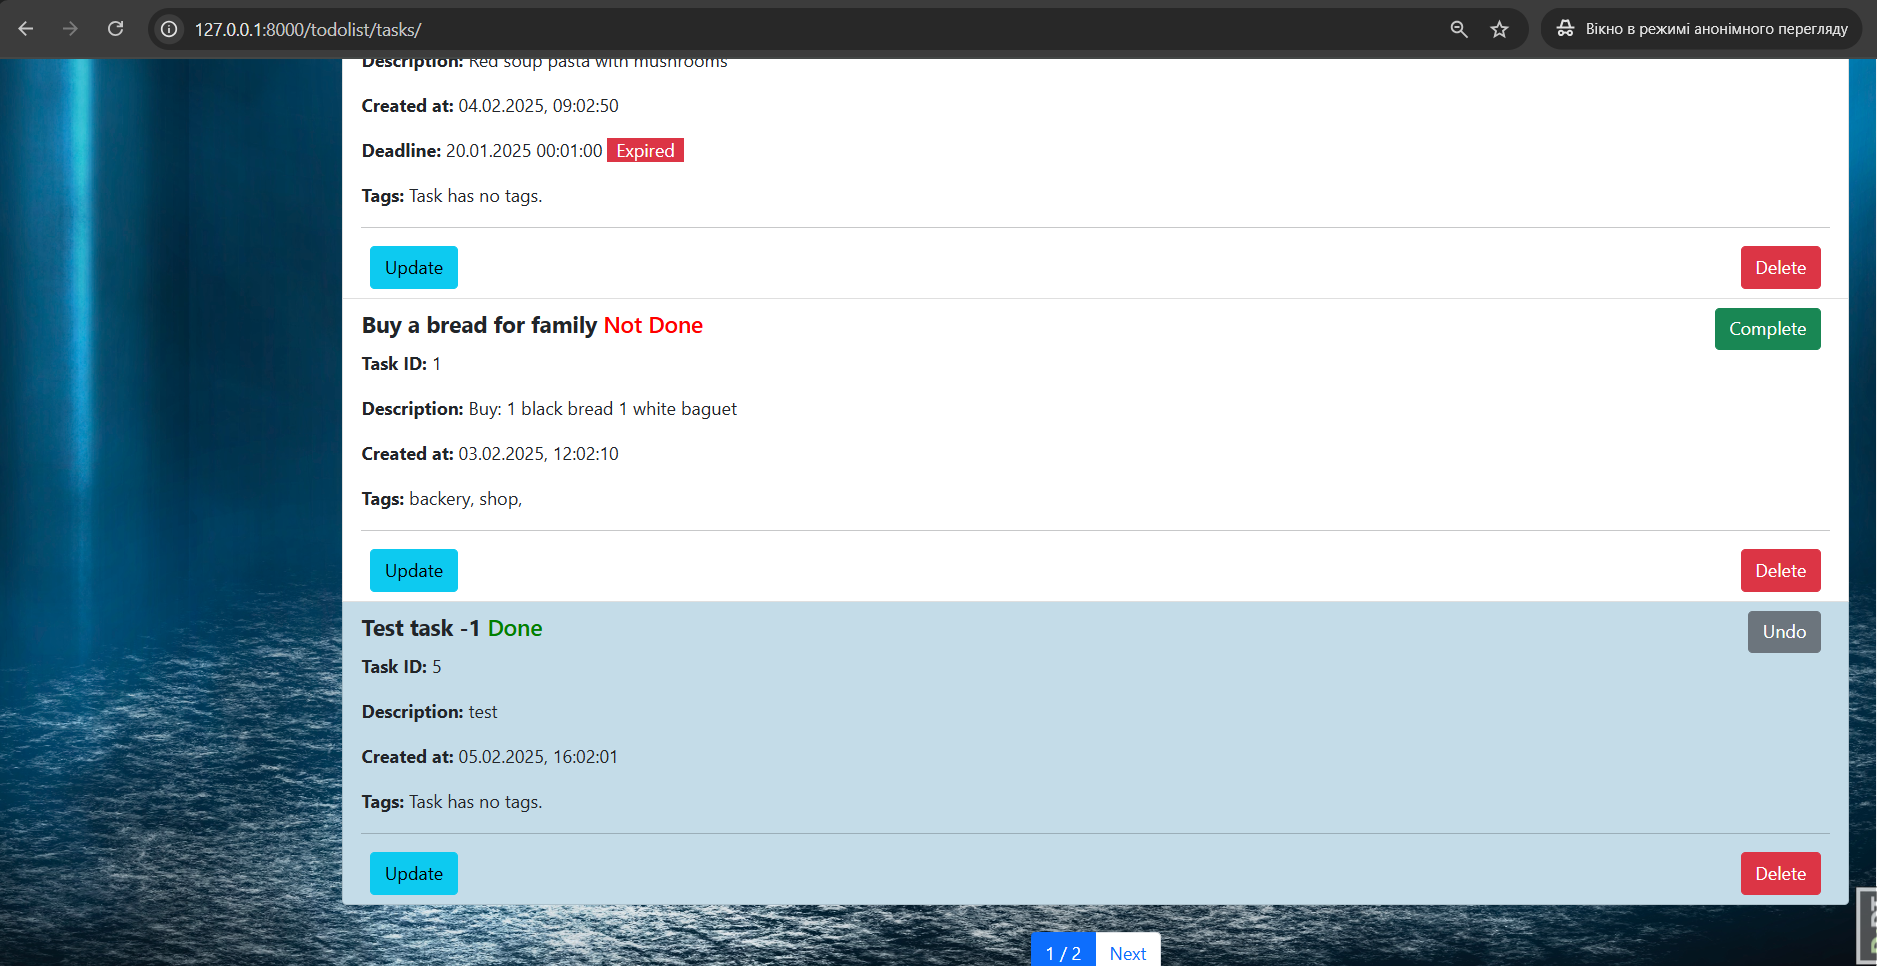 127.0.0.1:8000/todolist/tasks/
Вікно в режимі анонімного перегляду
Description: Red soup pasta with mushrooms
Created at: 04.02.2025, 09:02:50
Deadline: 20.01.2025 00:01:00 Expired
Tags: Task has no tags.
Update
Delete
Buy a bread for family Not Done
Complete
Task ID: 1
Description: Buy: 1 black bread 1 white baguet
Created at: 03.02.2025, 12:02:10
Tags: backery, shop,
Update
Delete
Test task -1 Done
Undo
Task ID: 5
Description: test
Created at: 05.02.2025, 16:02:01
Tags: Task has no tags.
Update
Delete
1 / 2
Next